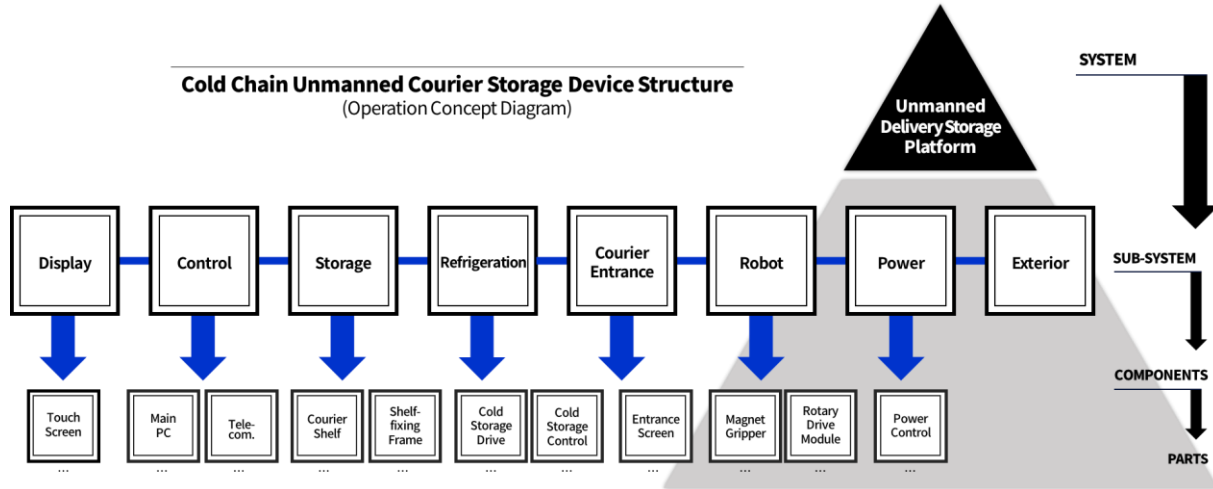 Cold Chain Unmanned Courier Storage Device Structure
(Operation Concept Diagram)
Unmanned
Delivery Storage
Platform
SYSTEM
Display
Control
Storage
Refrigeration
Courier
Entrance
Robot
Power
Exterior
SUB-SYSTEM
Touch
Screen
...
Main
PC
...
Tele-
com.
...
Courier
Shelf
...
Shelf-
fixing
Frame
...
Cold
Storage
Drive
...
Cold
Storage
Control
...
Entrance
Screen
...
Magnet
Gripper
...
Rotary
Drive
Module
...
Power
Control
...
COMPONENTS
PARTS